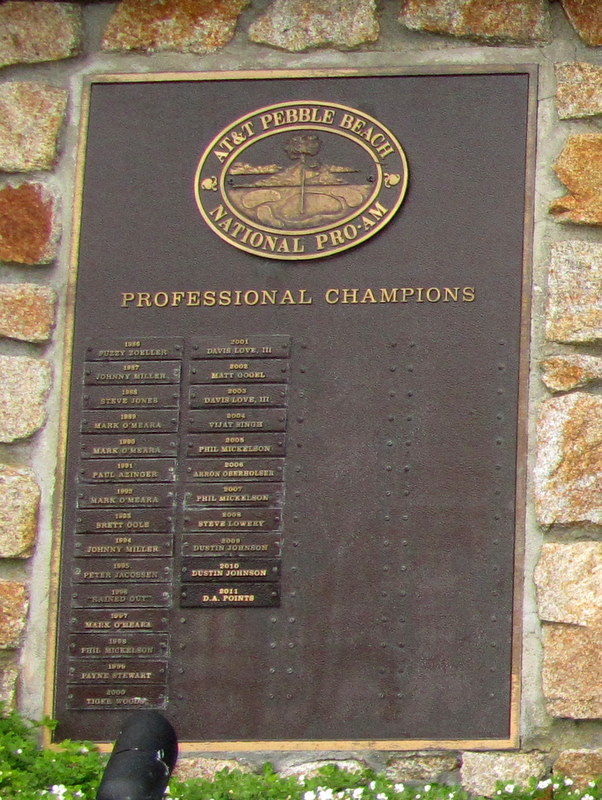 AT&T PEBBLE BEACH
NATIONAL PRO-AM
PROFESSIONAL CHAMPIONS
1986
FUZZY ZOELLER
1987
JOHNNY MILLER
1988
STEVE JONES
1989
MARK O'MEARA
1990
MARK O'MEARA
1991
PAUL AZINGER
1992
MARK O'MEARA
1993
BRETT OGLE
1994
JOHNNY MILLER
1995
PETER JACOBSEN
1996
"RAINED OUT"
1997
MARK O'MEARA
1998
PHIL MICKELSON
1999
PAYNE STEWART
2000
TIGER WOODS
2001
DAVIS LOVE, III
2002
MATT GOGEL
2003
DAVIS LOVE, III
2004
VIJAY SINGH
2005
PHIL MICKELSON
2006
ARRON OBERHOLSER
2007
PHIL MICKELSON
2008
STEVE LOWERY
2009
DUSTIN JOHNSON
2010
DUSTIN JOHNSON
2011
D.A. POINTS